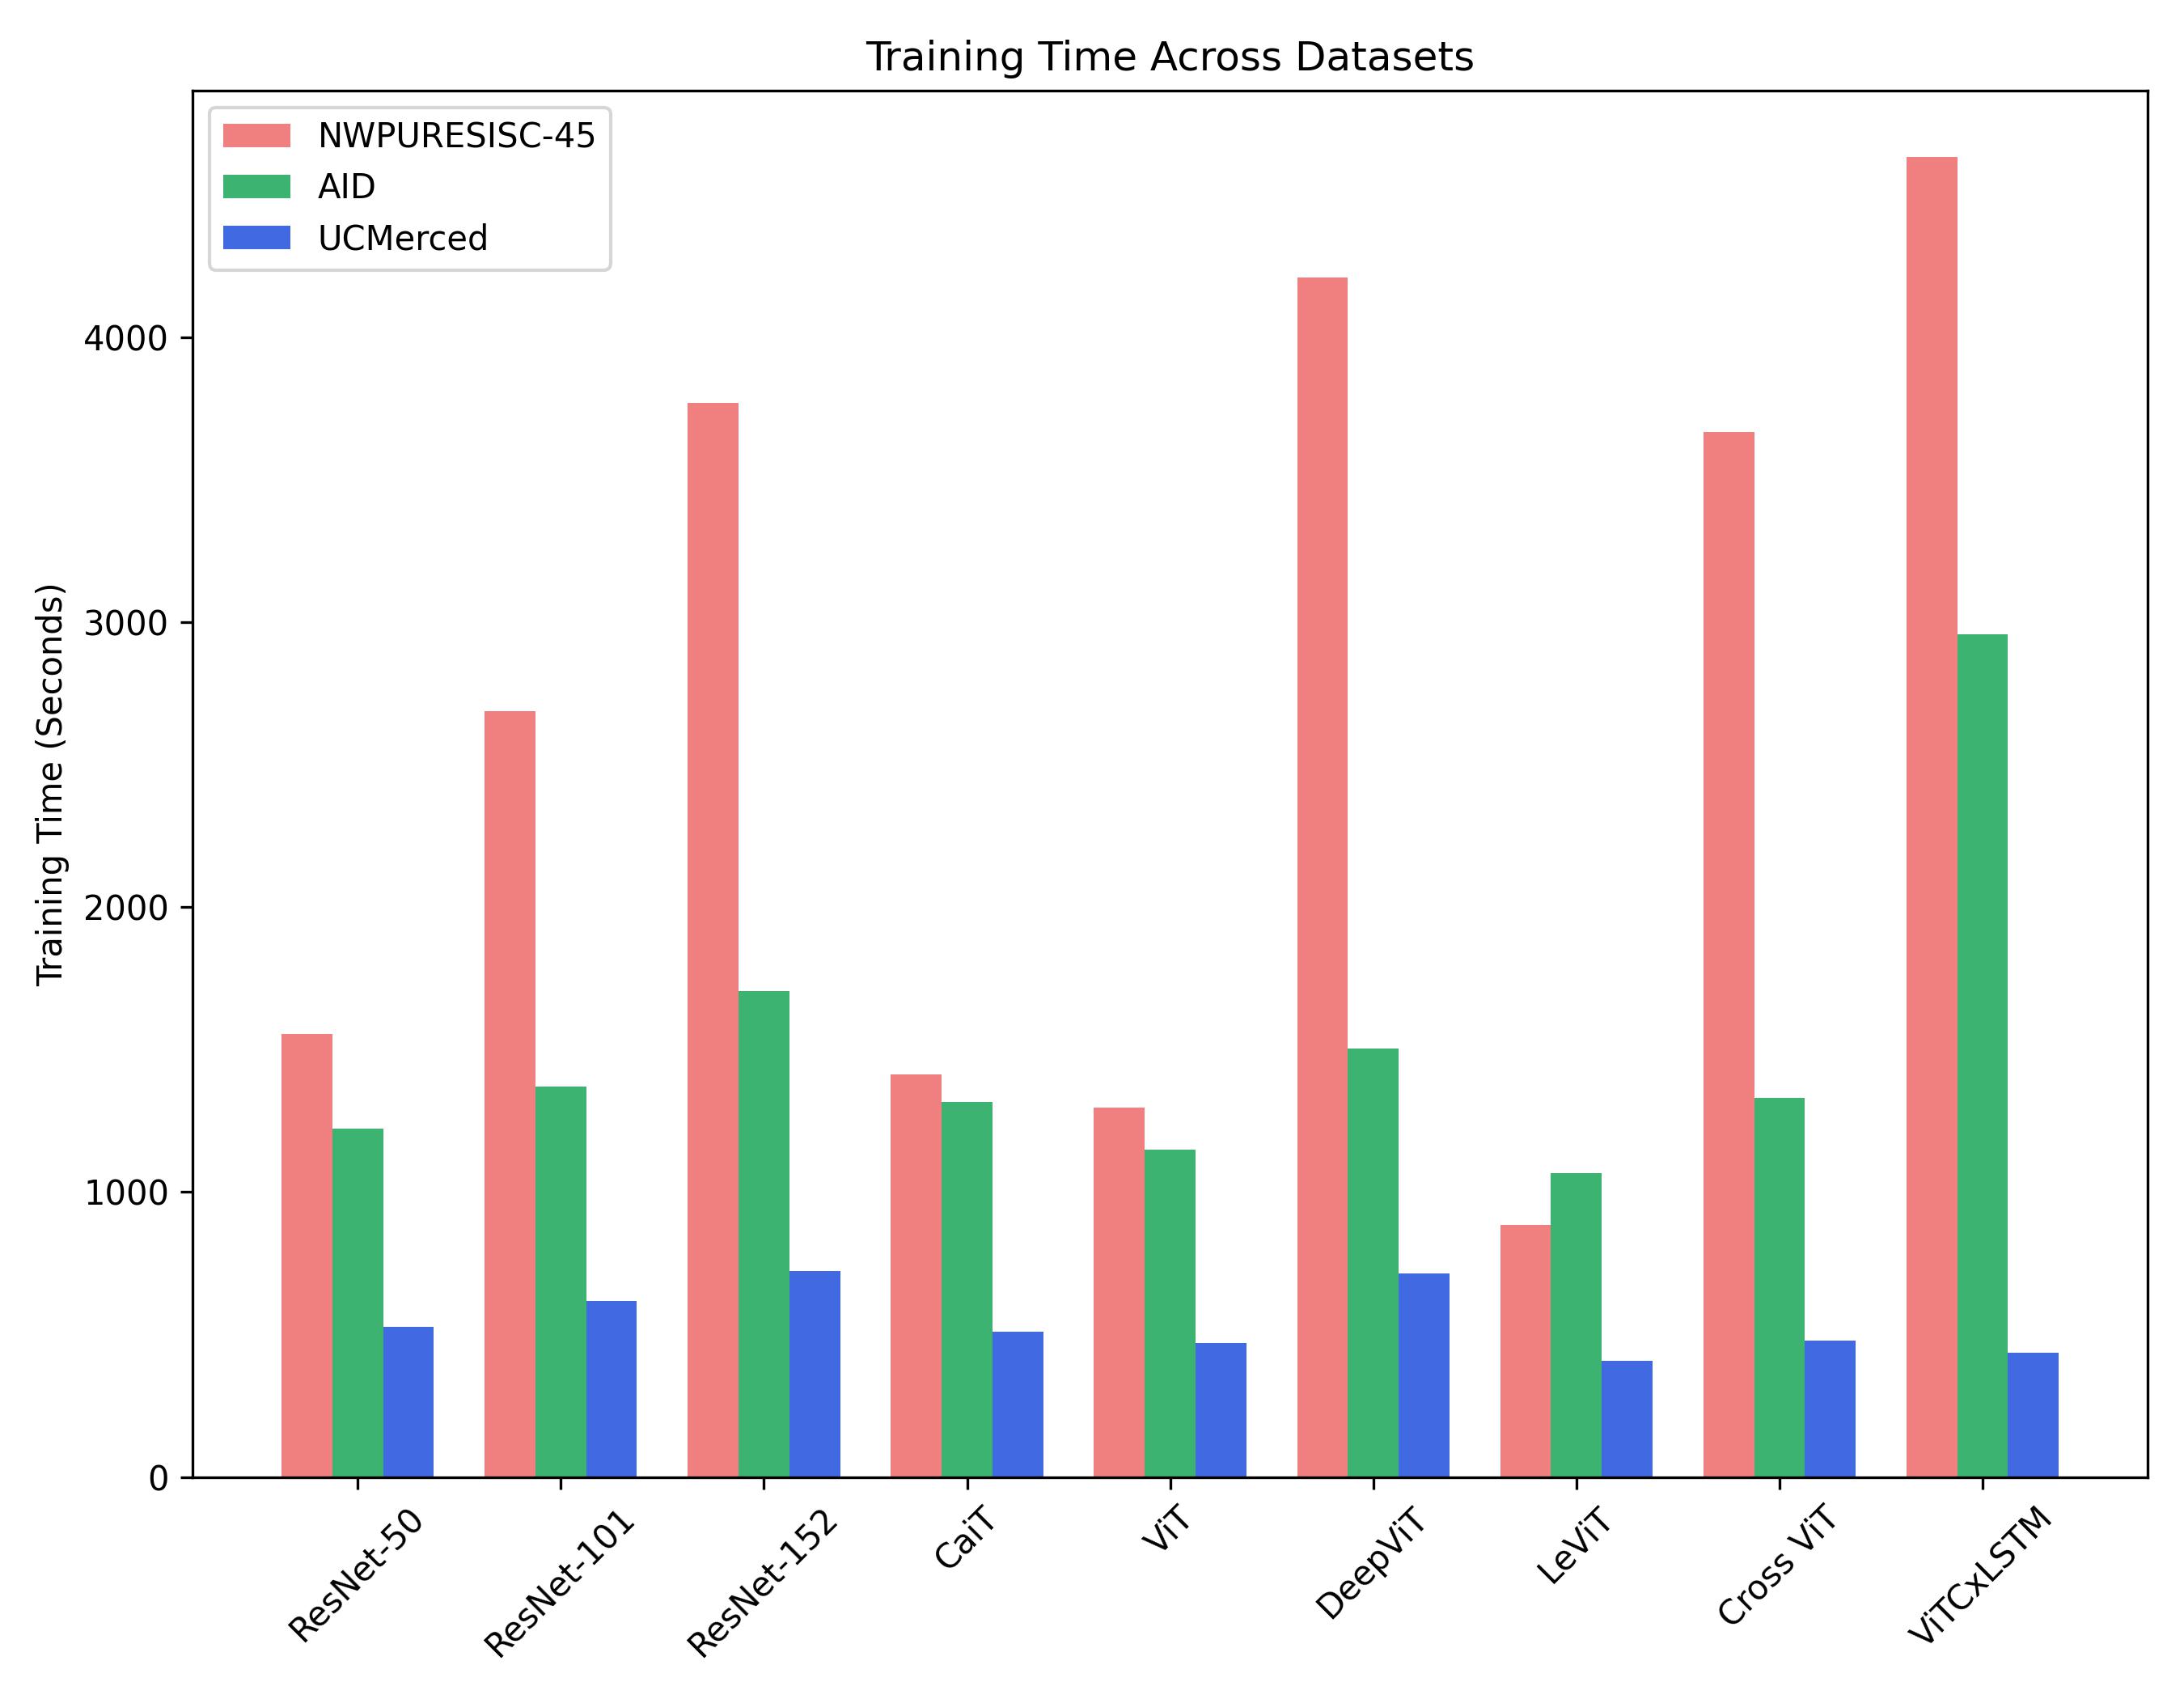 Training Time Across Datasets
NWPURESISC-45
AID
UCMerced
Training Time (Seconds)
4000
3000
2000
1000
0
ResNet-50
ResNet-101
ResNet-152
CaiT
ViT
DeepViT
LeViT
Cross ViT
ViTCxLSTM